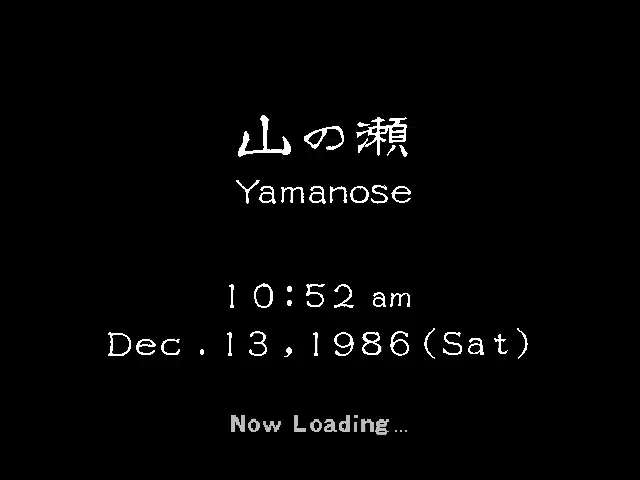 山の瀬
Yamanose
10:52 am
Dec.13,1986(Sat)
Now Loading...